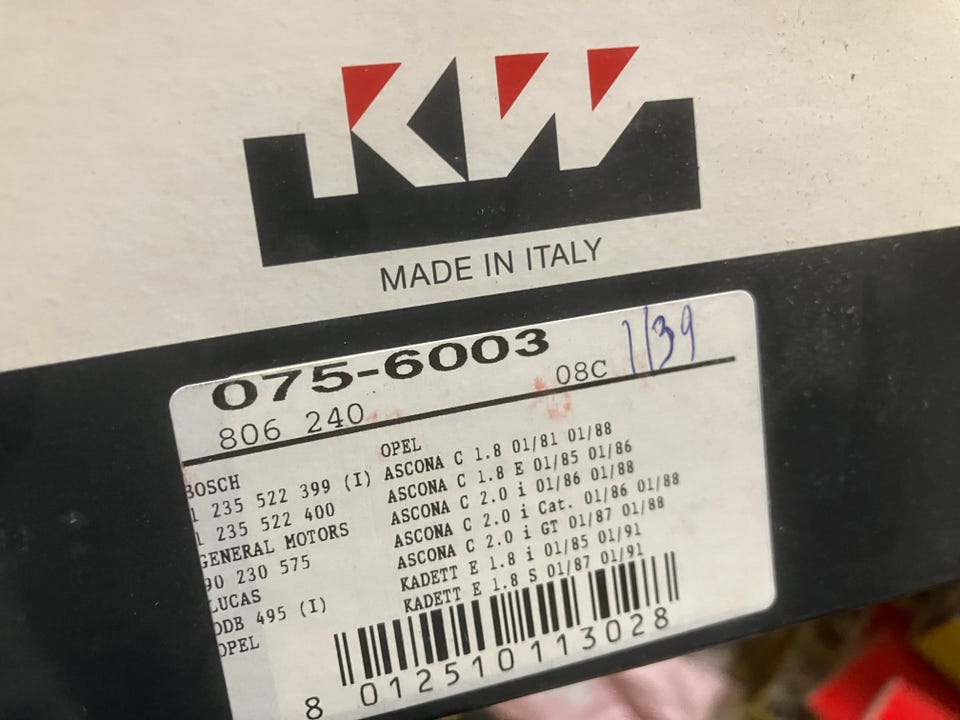 KW
MADE IN ITALY
075-6003
1/39
806 240
08C
BOSCH
1 235 522 399 (I)
1 235 522 400
GENERAL MOTORS
90 230 575
LUCAS
DDB 495 (I)
OPEL
OPEL
ASCONA C 1.8 01/81 01/88
ASCONA C 1.8 E 01/85 01/86
ASCONA C 2.0 i 01/86 01/88
ASCONA C 2.0 i Cat. 01/86 01/88
ASCONA C 2.0 i GT 01/87 01/88
KADETT E 1.8 i 01/85 01/91
KADETT E 1.8 S 01/87 01/91
8 012510 113028